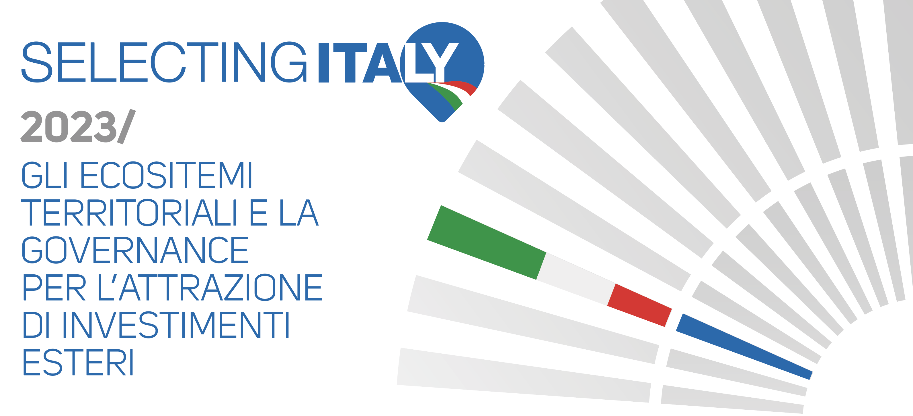 SELECTING ITALY
2023/
GLI ECOSITEMI
TERRITORIALI E LA
GOVERNANCE
PER L'ATTRAZIONE
DI INVESTIMENTI
ESTERI